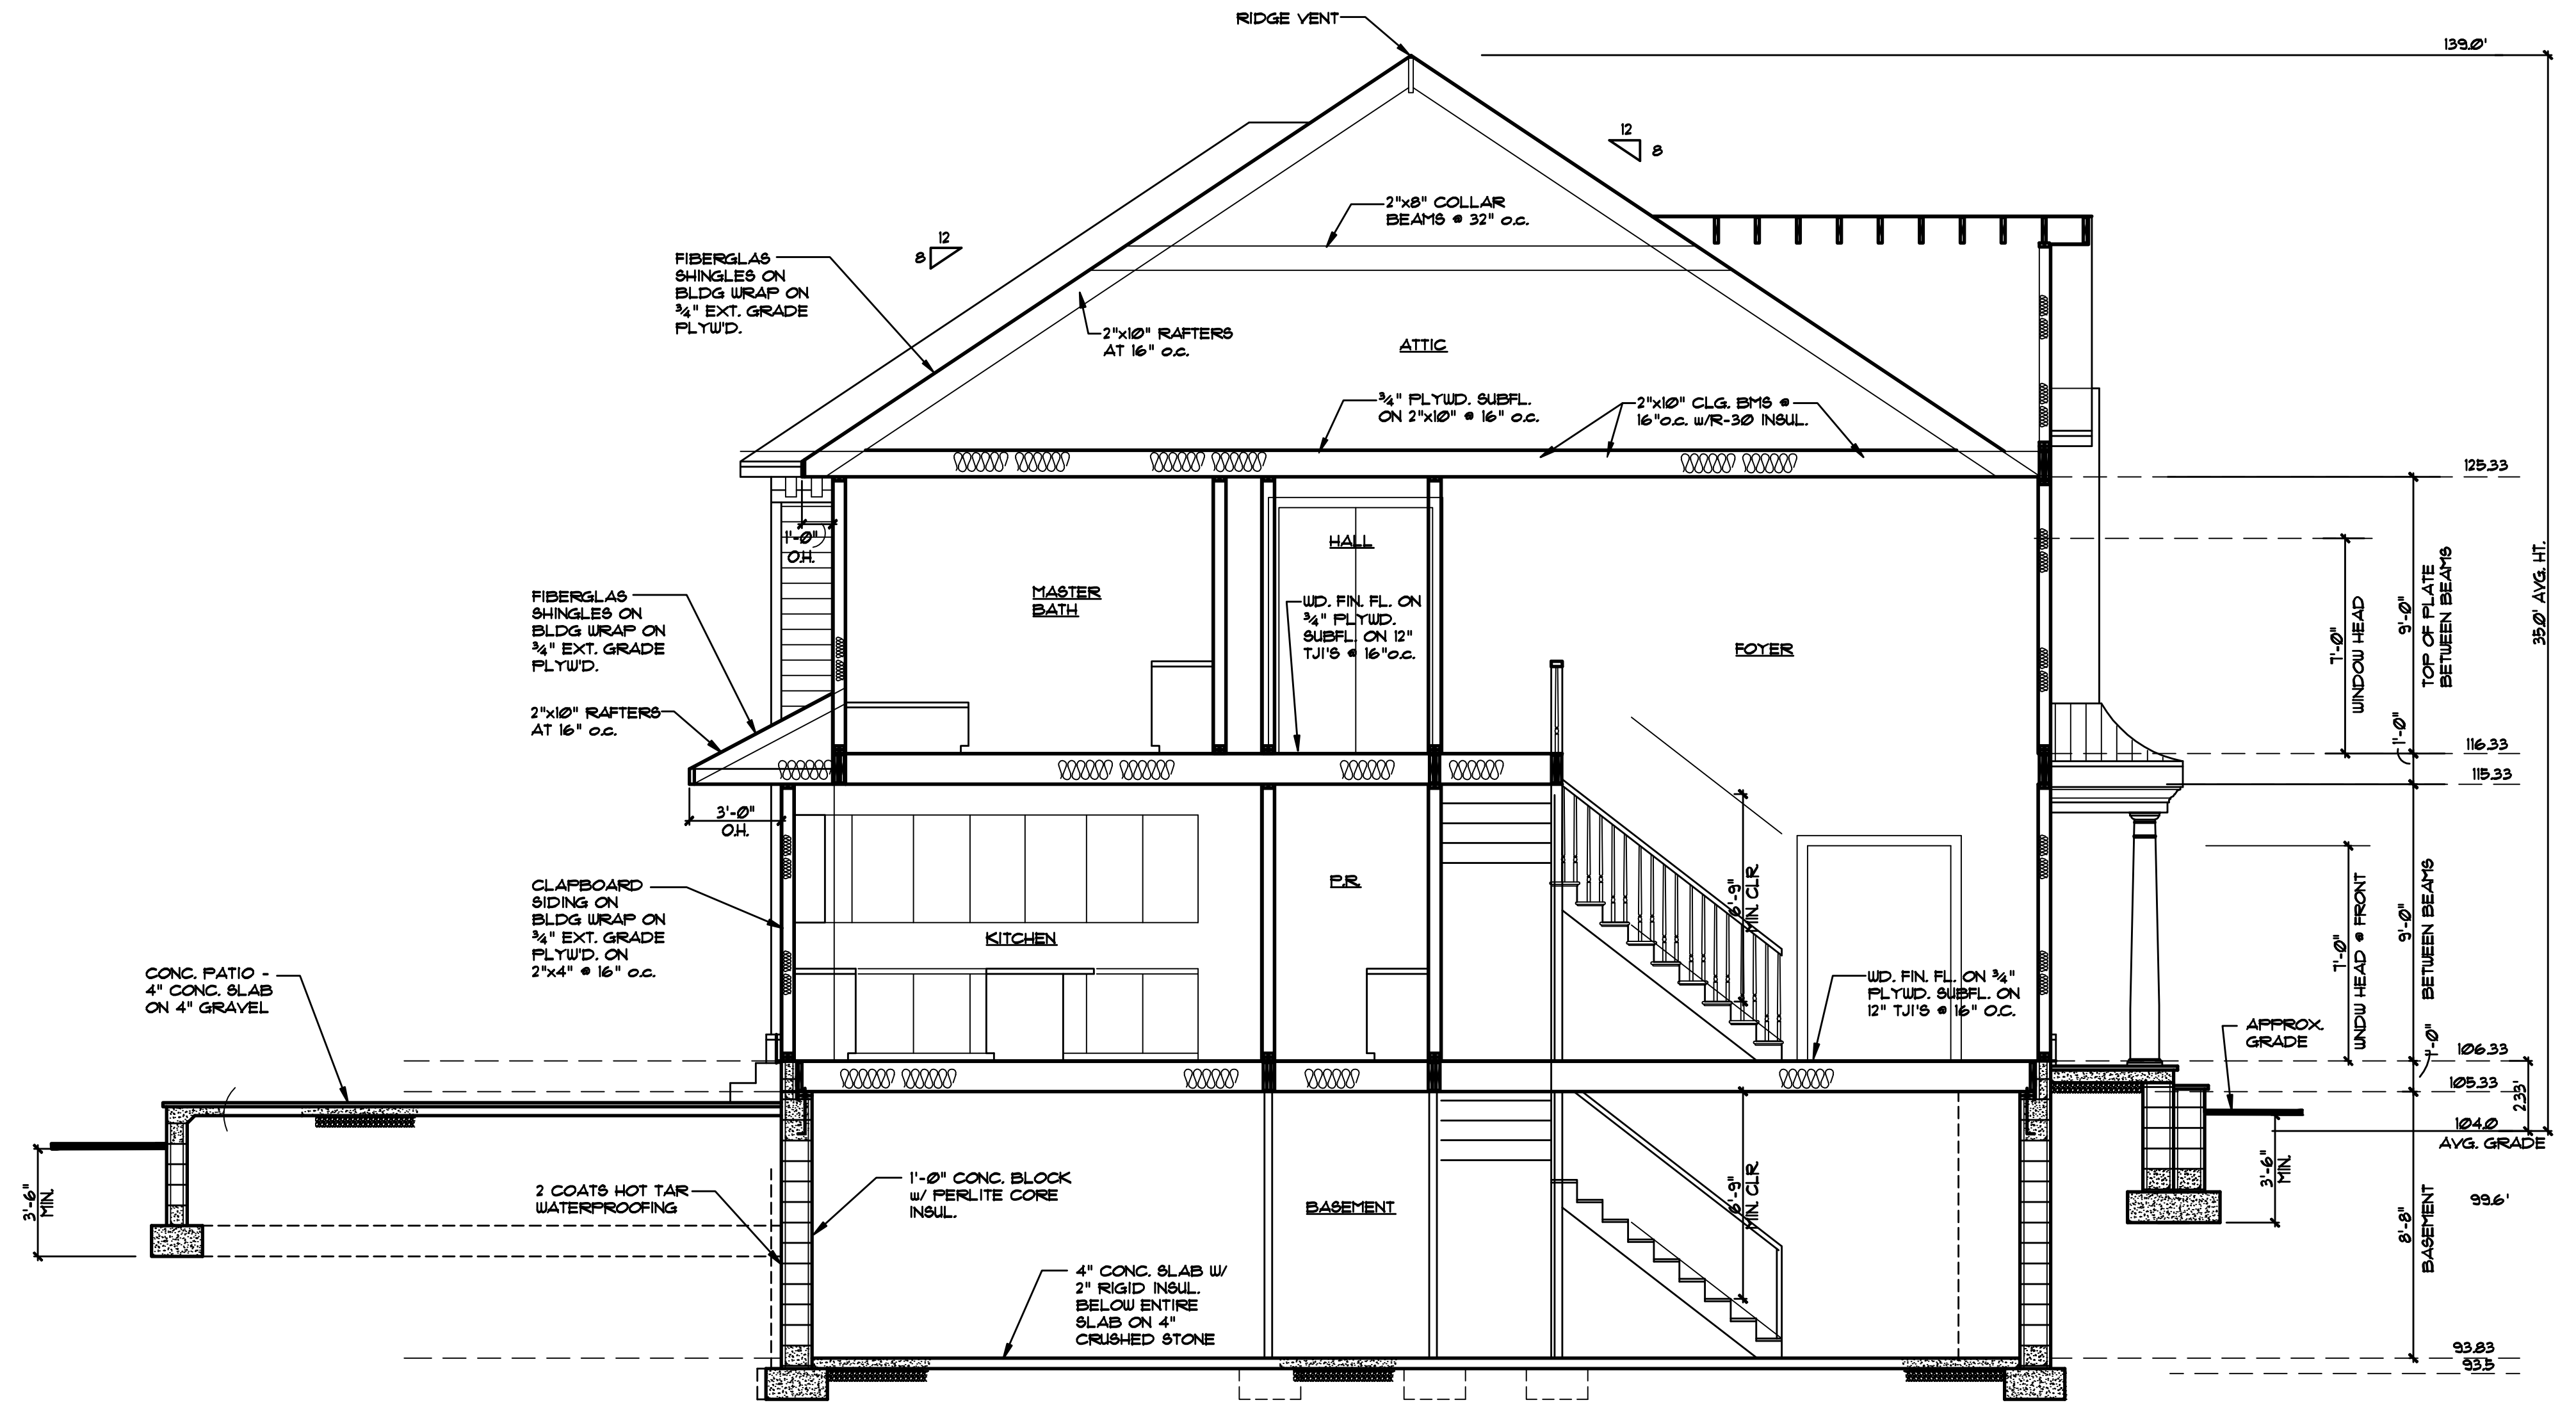 RIDGE VENT
139.0'
12
8
2"x8" COLLAR
BEAMS @ 32" o.c.
12
8
FIBERGLAS
SHINGLES ON
BLDG WRAP ON
¾" EXT. GRADE
PLYW'D.
2"x10" RAFTERS
AT 16" o.c.
ATTIC
¾" PLYWD. SUBFL.
ON 2"x10" @ 16" o.c.
2"x10" CLG. BMS @
16"o.c. w/R-30 INSUL.
125.33
1'-0"
O.H.
HALL
MASTER
BATH
WD. FIN. FL. ON
¾" PLYWD.
SUBFL. ON 12"
TJI'S @ 16"o.c.
FOYER
FIBERGLAS
SHINGLES ON
BLDG WRAP ON
¾" EXT. GRADE
PLYW'D.
2"x10" RAFTERS
AT 16" o.c.
7'-0"
WINDOW HEAD
9'-0"
TOP OF PLATE
BETWEEN BEAMS
35.0' AVG. HT.
1'-0"
116.33
115.33
3'-0"
O.H.
CLAPBOARD
SIDING ON
BLDG WRAP ON
¾" EXT. GRADE
PLYW'D. ON
2"x4" @ 16" o.c.
KITCHEN
P.R.
6'-9"
MIN. CLR
WD. FIN. FL. ON ¾"
PLYWD. SUBFL. ON
12" TJI'S @ 16" O.C.
7'-0"
WNDW HEAD @ FRONT
9'-0"
BETWEEN BEAMS
CONC. PATIO -
4" CONC. SLAB
ON 4" GRAVEL
APPROX.
GRADE
1'-0"
106.33
105.33
2.33'
104.0
AVG. GRADE
3'-6"
MIN.
2 COATS HOT TAR
WATERPROOFING
1'-0" CONC. BLOCK
w/ PERLITE CORE
INSUL.
BASEMENT
6'-9"
MIN. CLR
3'-6"
MIN.
99.6'
8'-8"
BASEMENT
4" CONC. SLAB W/
2" RIGID INSUL.
BELOW ENTIRE
SLAB ON 4"
CRUSHED STONE
93.83
93.5